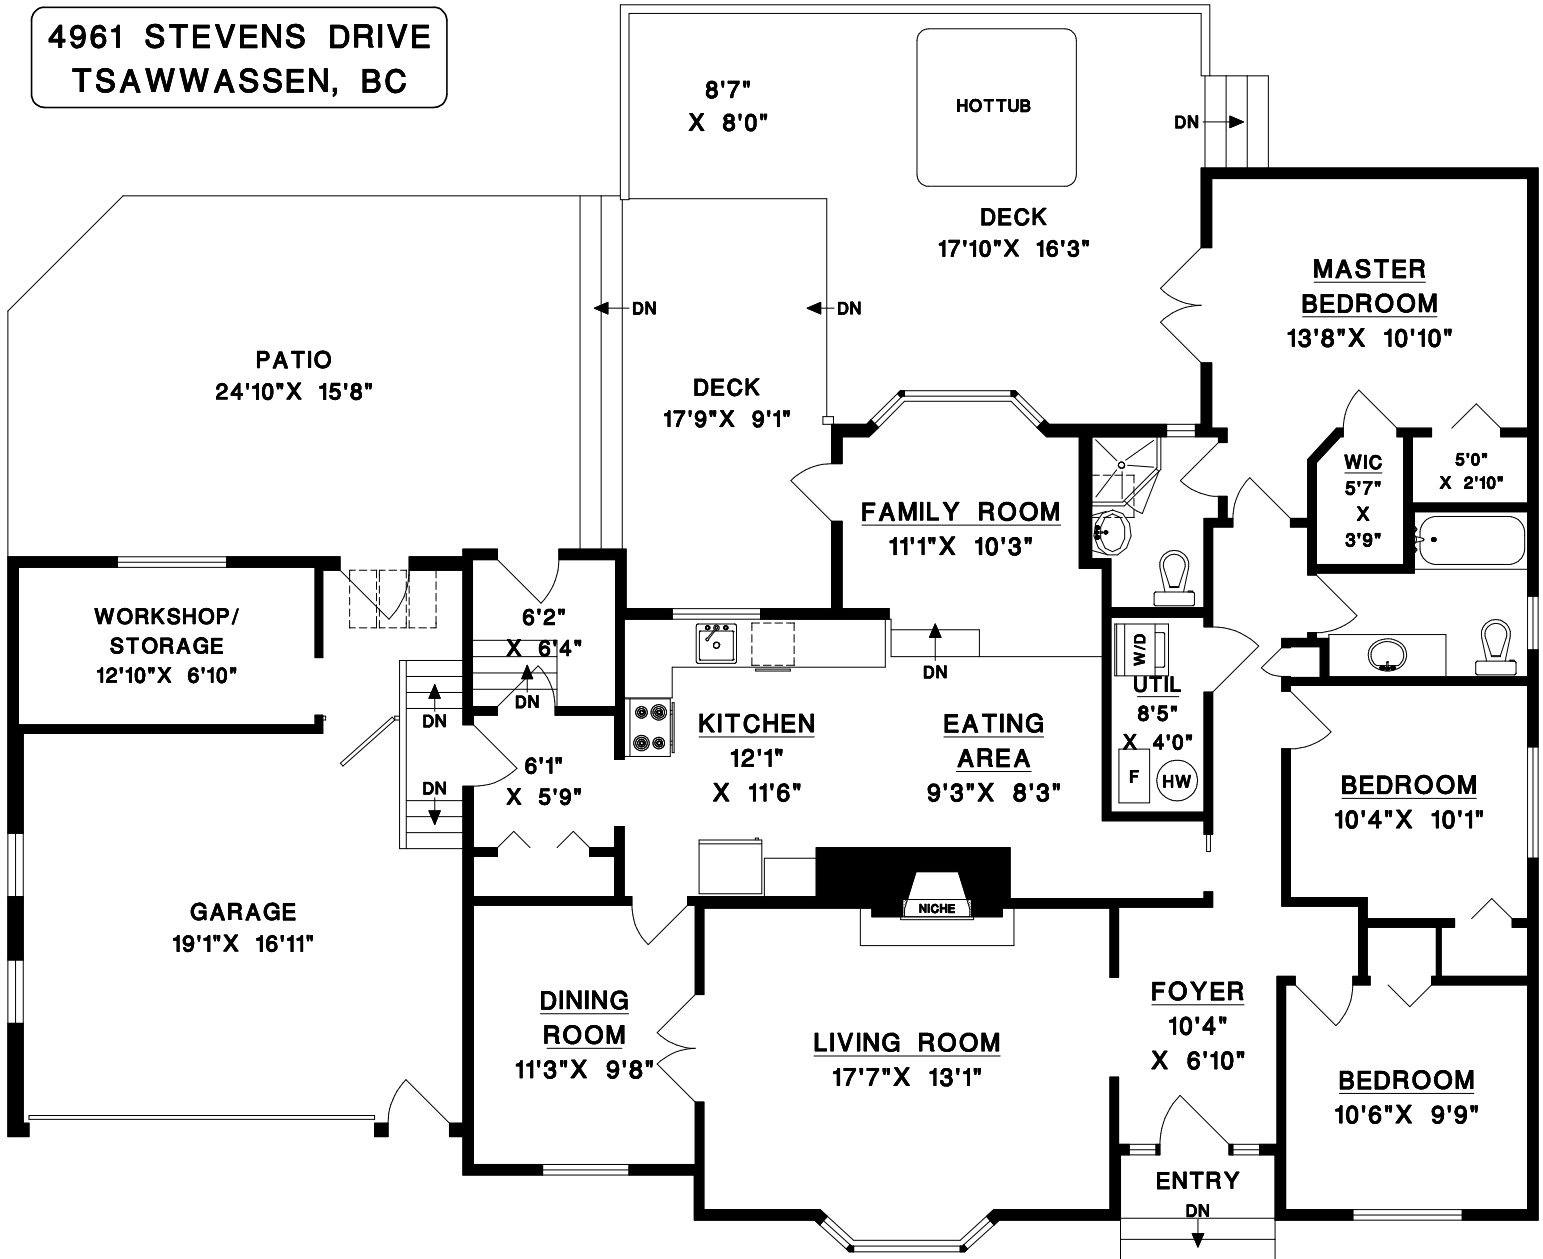 4961 STEVENS DRIVE
TSAWWASSEN, BC
8'7"
X 8'0"
HOTTUB
DN
DECK
17'10"X 16'3"
MASTER
BEDROOM
13'8"X 10'10"
DN
DN
PATIO
24'10"X 15'8"
DECK
17'9"X 9'1"
WIC
5'7"
X
3'9"
5'0"
X 2'10"
FAMILY ROOM
11'1"X 10'3"
WORKSHOP/
STORAGE
12'10"X 6'10"
6'2"
X 6'4"
DN
DN
DN
DN
W/D
UTIL
8'5"
X 4'0"
F
HW
KITCHEN
12'1"
X 11'6"
EATING
AREA
9'3"X 8'3"
6'1"
X 5'9"
BEDROOM
10'4"X 10'1"
GARAGE
19'1"X 16'11"
NICHE
DINING
ROOM
11'3"X 9'8"
LIVING ROOM
17'7"X 13'1"
FOYER
10'4"
X 6'10"
BEDROOM
10'6"X 9'9"
ENTRY
DN